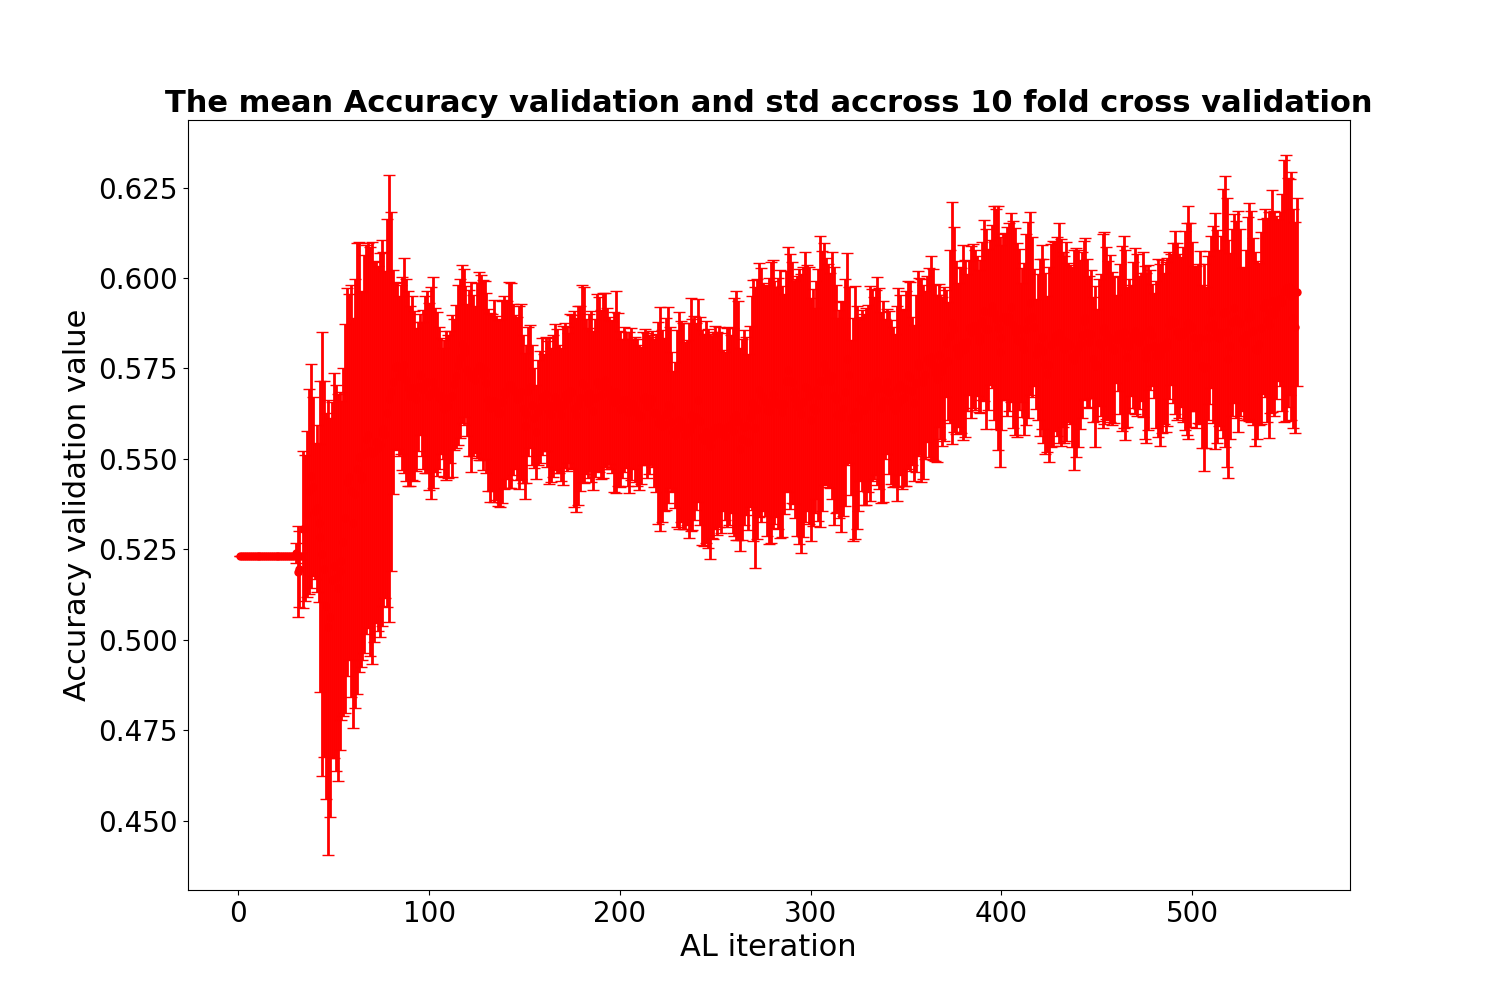 The mean Accuracy validation and std accross 10 fold cross validation
Accuracy validation value
0.625
0.600
0.575
0.550
0.525
0.500
0.475
0.450
0 100 200 300 400 500
AL iteration